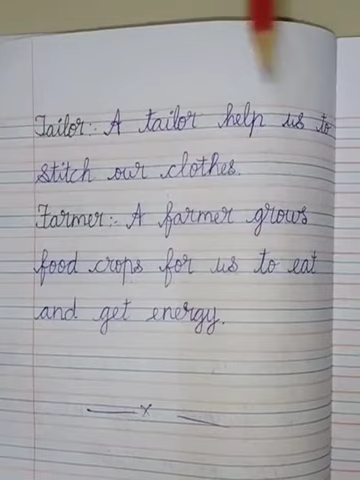 Tailor:- A tailor help us to
stitch our clothes.
Farmer:- A farmer grows
food crops for us to eat
and get energy.